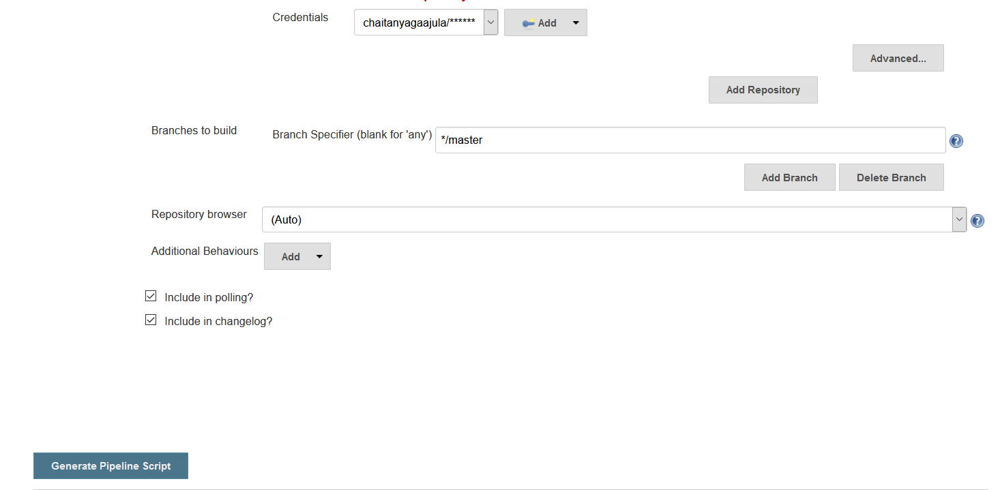 Credentials
chaitanyagaajula/******
Add
Advanced...
Add Repository
Branches to build
Branch Specifier (blank for 'any')
*/master
Add Branch
Delete Branch
Repository browser
(Auto)
Additional Behaviours
Add
Include in polling?
Include in changelog?
Generate Pipeline Script